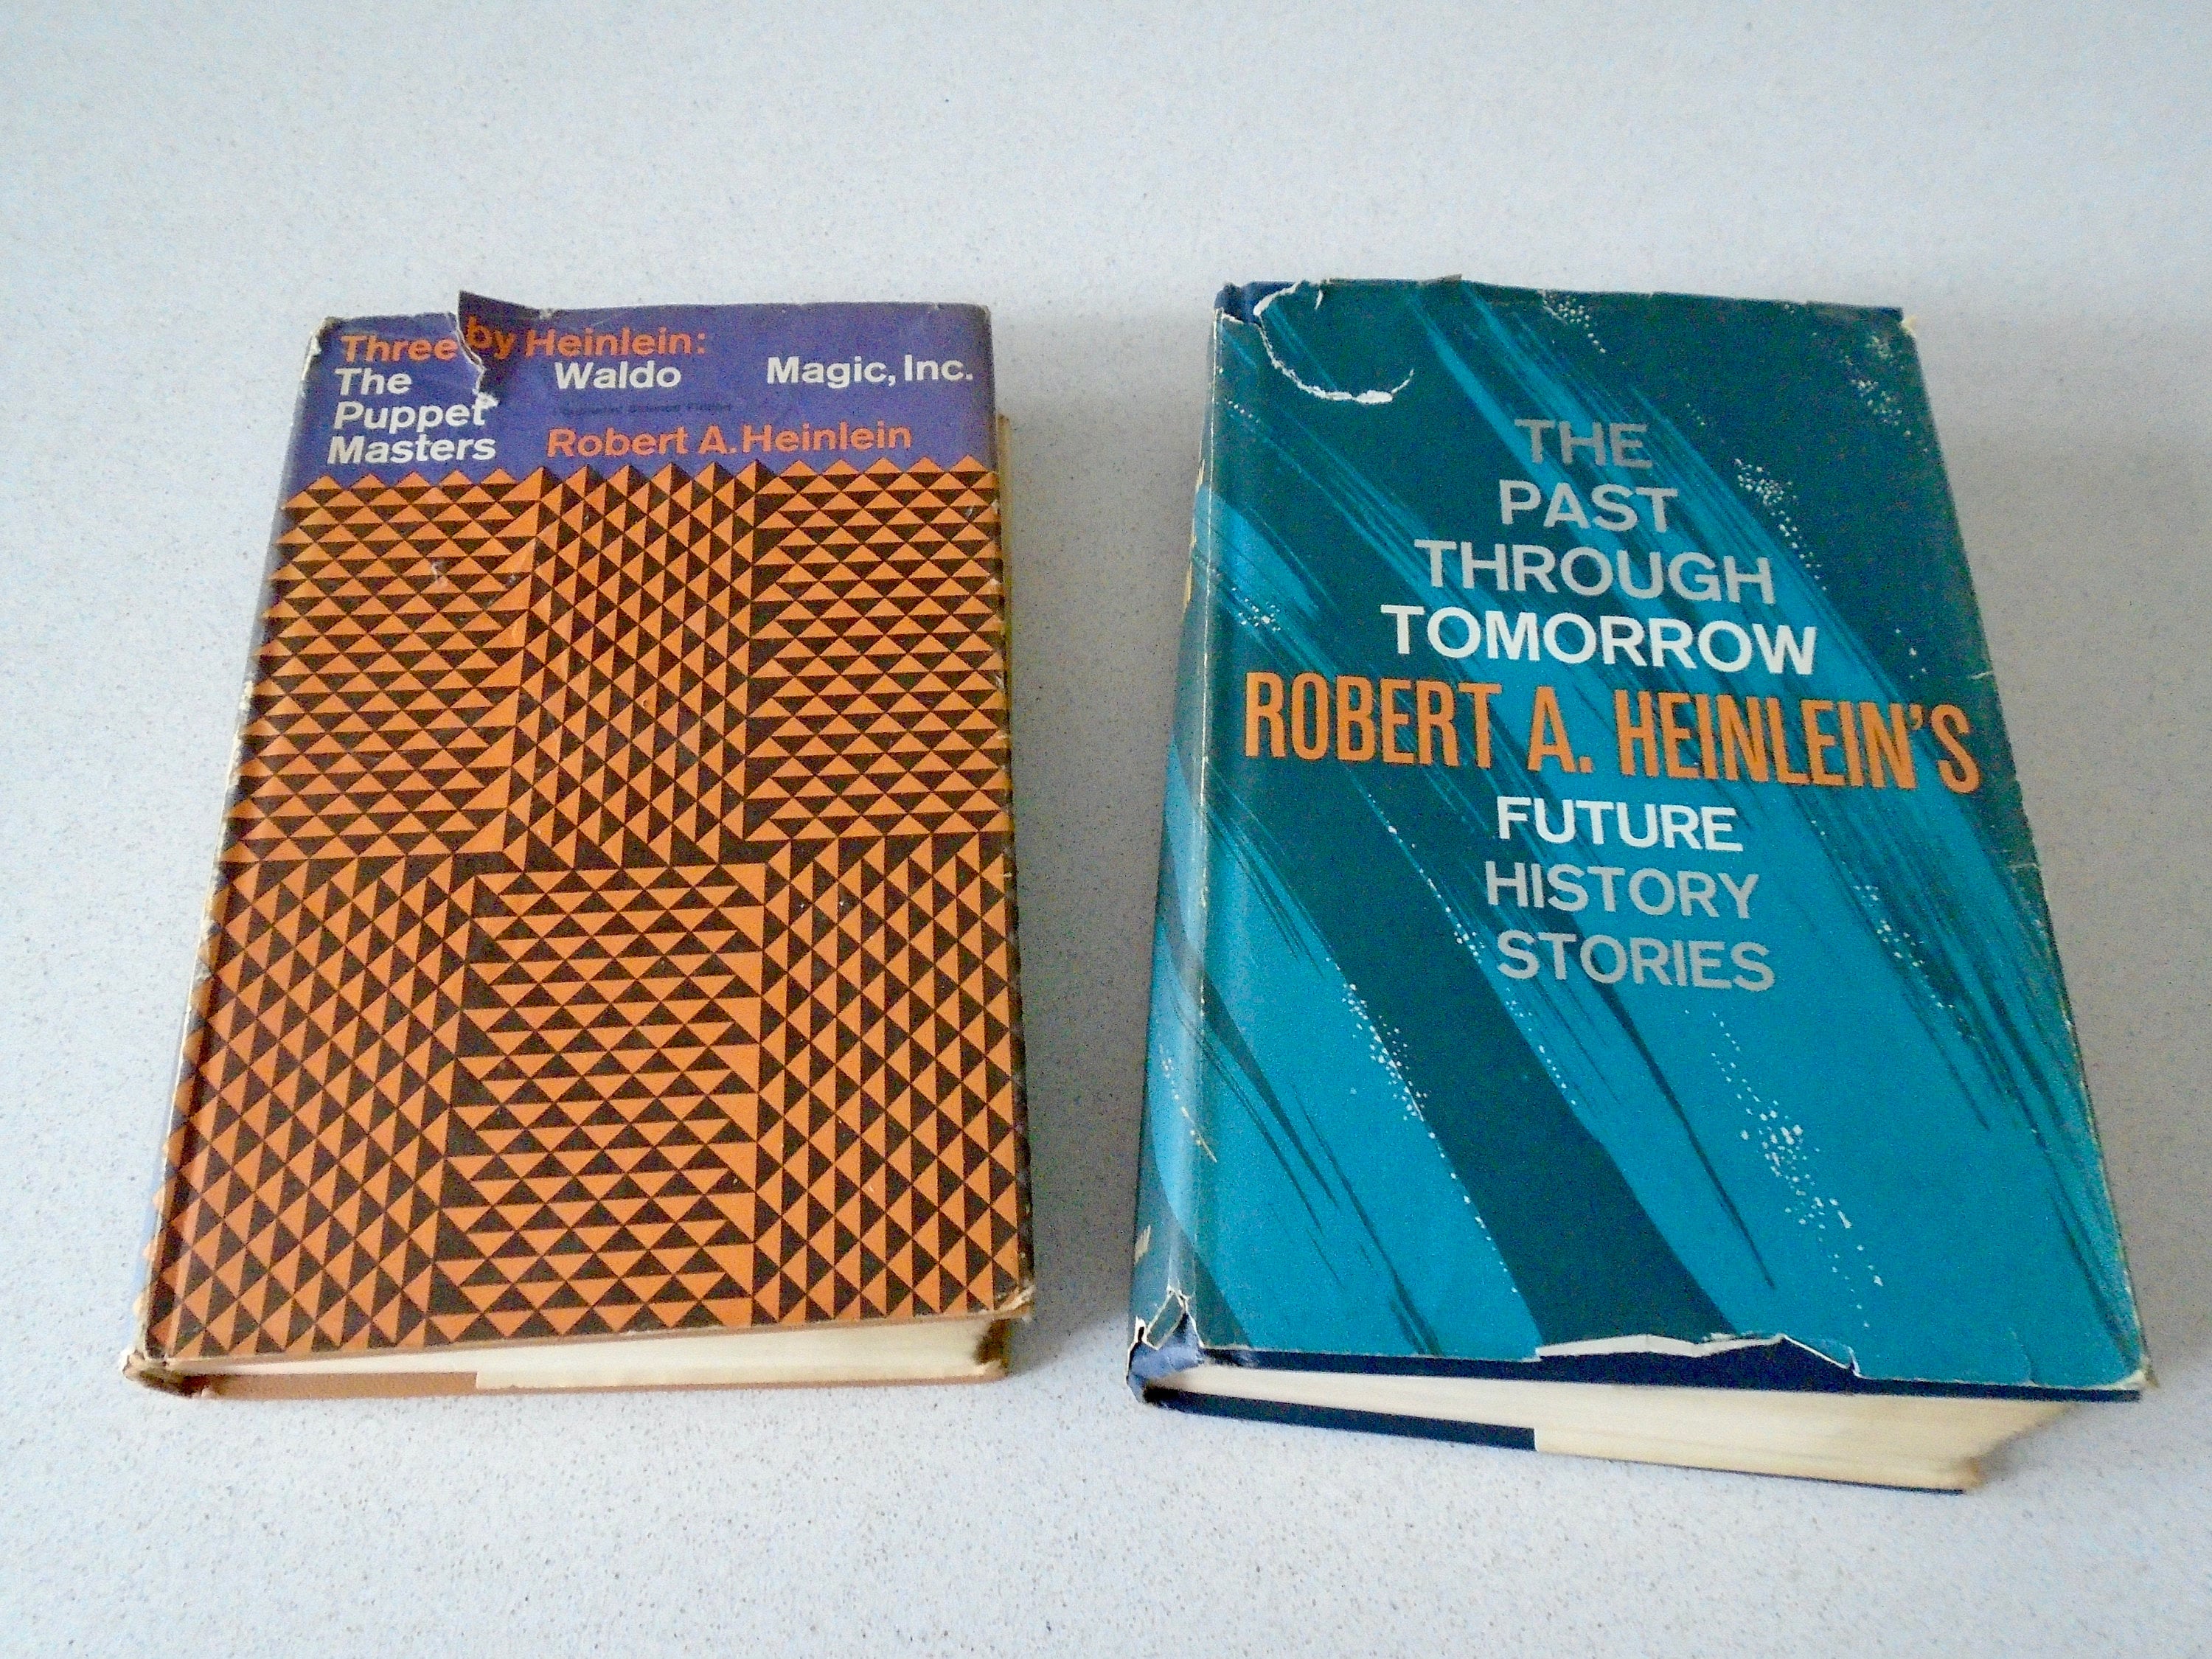 Three by Heinlein:
The Puppet Masters
Waldo
Magic, Inc.
Robert A. Heinlein
THE
PAST
THROUGH
TOMORROW
ROBERT A. HEINLEIN'S
FUTURE
HISTORY
STORIES